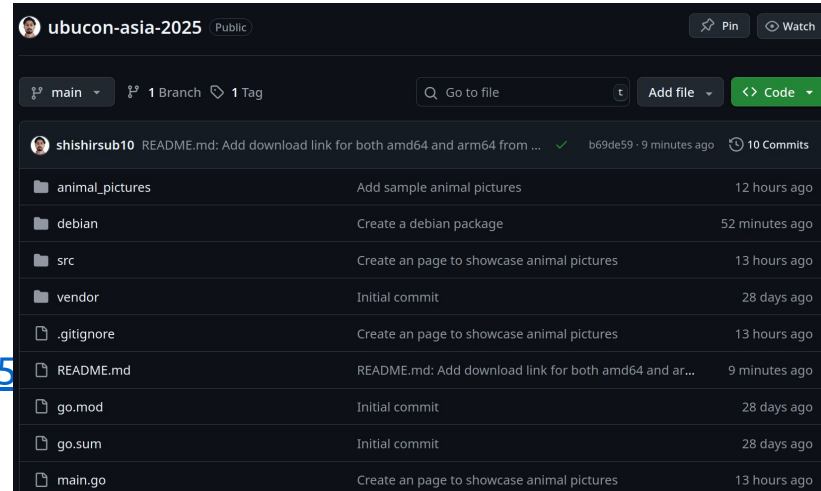 ubucon-asia-2025 Public Pin Watch
main 1 Branch 1 Tag Go to file t Add file <> Code
shishirsub10 README.md: Add download link for both amd64 and arm64 from ... b69de59 · 9 minutes ago 10 Commits
animal_pictures Add sample animal pictures 12 hours ago
debian Create a debian package 52 minutes ago
src Create an page to showcase animal pictures 13 hours ago
vendor Initial commit 28 days ago
.gitignore Create an page to showcase animal pictures 13 hours ago
5
README.md README.md: Add download link for both amd64 and ar... 9 minutes ago
go.mod Initial commit 28 days ago
go.sum Initial commit 28 days ago
main.go Create an page to showcase animal pictures 13 hours ago